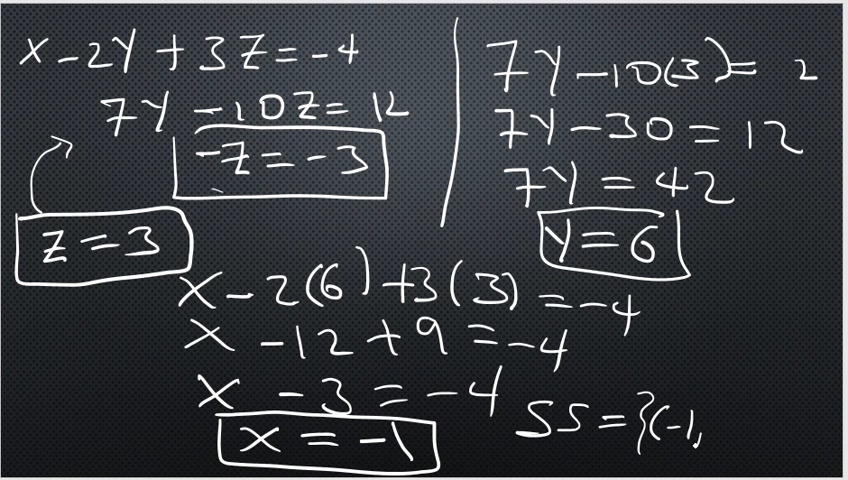 x - 2y + 3z = -4
7y - 10z = 12
-z = -3
z = 3
7y - 10(3) = 2
7y - 30 = 12
7y = 42
y = 6
x - 2(6) + 3(3) = -4
x - 12 + 9 = -4
x - 3 = -4
x = -1
SS = {(-1,